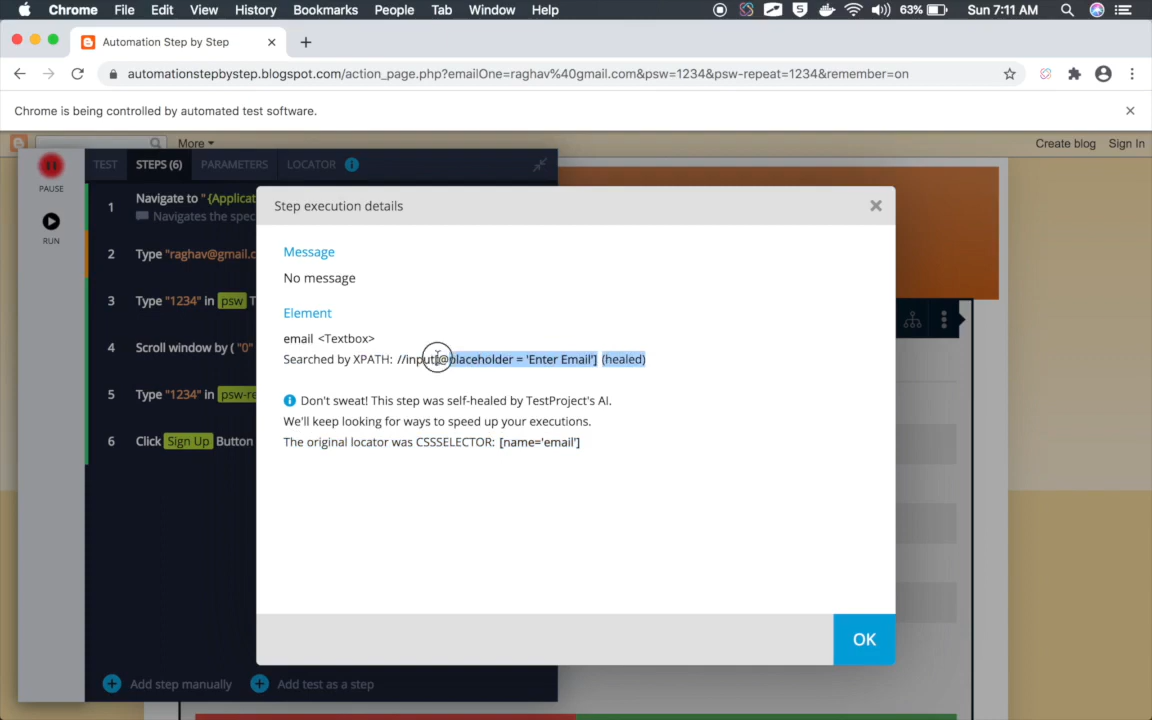 Chrome File Edit View History Bookmarks People Tab Window Help 63% Sun 7:11 AM
Automation Step by Step
automationstepbystep.blogspot.com/action_page.php?emailOne=raghav%40gmail.com&psw=1234&psw-repeat=1234&remember=on
Chrome is being controlled by automated test software.
More Create blog Sign In
TEST STEPS (6) PARAMETERS LOCATOR
PAUSE
RUN
1 Navigate to "{Applicat
Navigates the spec
2 Type "raghav@gmail.c
3 Type "1234" in psw T
4 Scroll window by ( "0"
5 Type "1234" in psw-re
6 Click Sign Up Button
Add step manually Add test as a step
Step execution details
Message
No message
Element
email <Textbox>
Searched by XPATH: //input[@placeholder = 'Enter Email'] (healed)
Don't sweat! This step was self-healed by TestProject's AI.
We'll keep looking for ways to speed up your executions.
The original locator was CSSSELECTOR: [name='email']
OK